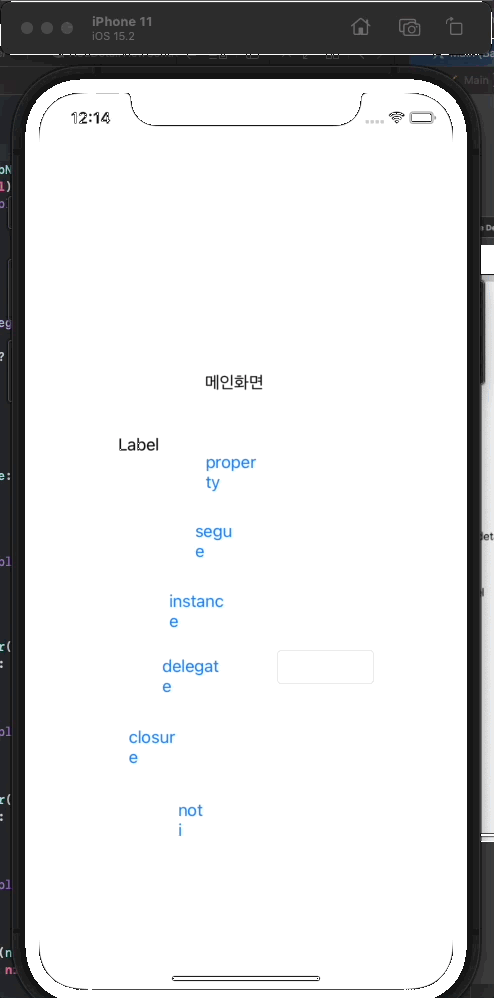 iPhone 11
iOS 15.2
Main
12:14
메인화면
Label
proper
ty
segu
e
instanc
e
delegat
e
closur
e
not
i